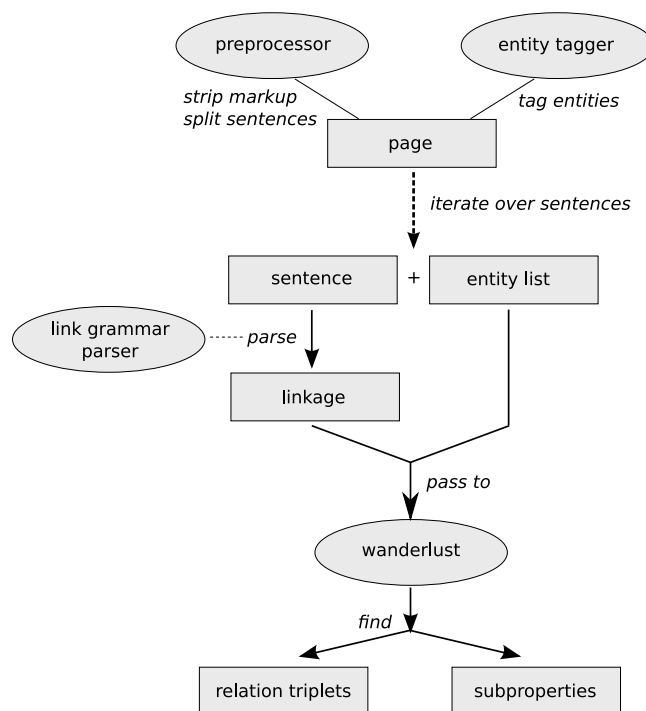 preprocessor
entity tagger
strip markup
split sentences
tag entities
page
iterate over sentences
sentence
+
entity list
link grammar
parser
parse
linkage
pass to
wanderlust
find
relation triplets
subproperties